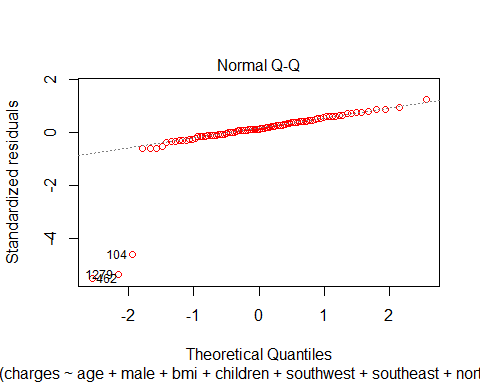 Normal Q-Q
2
0
-2
-4
Standardized residuals
104
1279
462
-2 -1 0 1 2
Theoretical Quantiles
(charges ~ age + male + bmi + children + southwest + southeast + nort